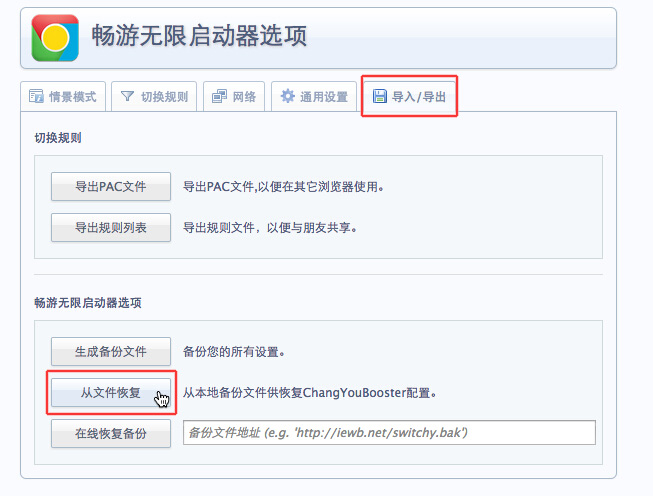 畅游无限启动器选项
情景模式 切换规则 网络 通用设置 导入/导出
切换规则
导出PAC文件 导出PAC文件,以便在其它浏览器使用。
导出规则列表 导出规则文件，以便与朋友共享。
畅游无限启动器选项
生成备份文件 备份您的所有设置。
从文件恢复 从本地备份文件供恢复ChangYouBooster配置。
在线恢复备份 备份文件地址 (e.g. 'http://iewb.net/switchy.bak')